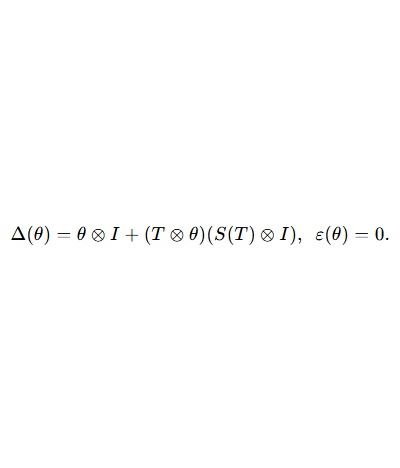 Δ(θ) = θ ⊗ I + (T ⊗ θ)(S(T) ⊗ I), ε(θ) = 0.